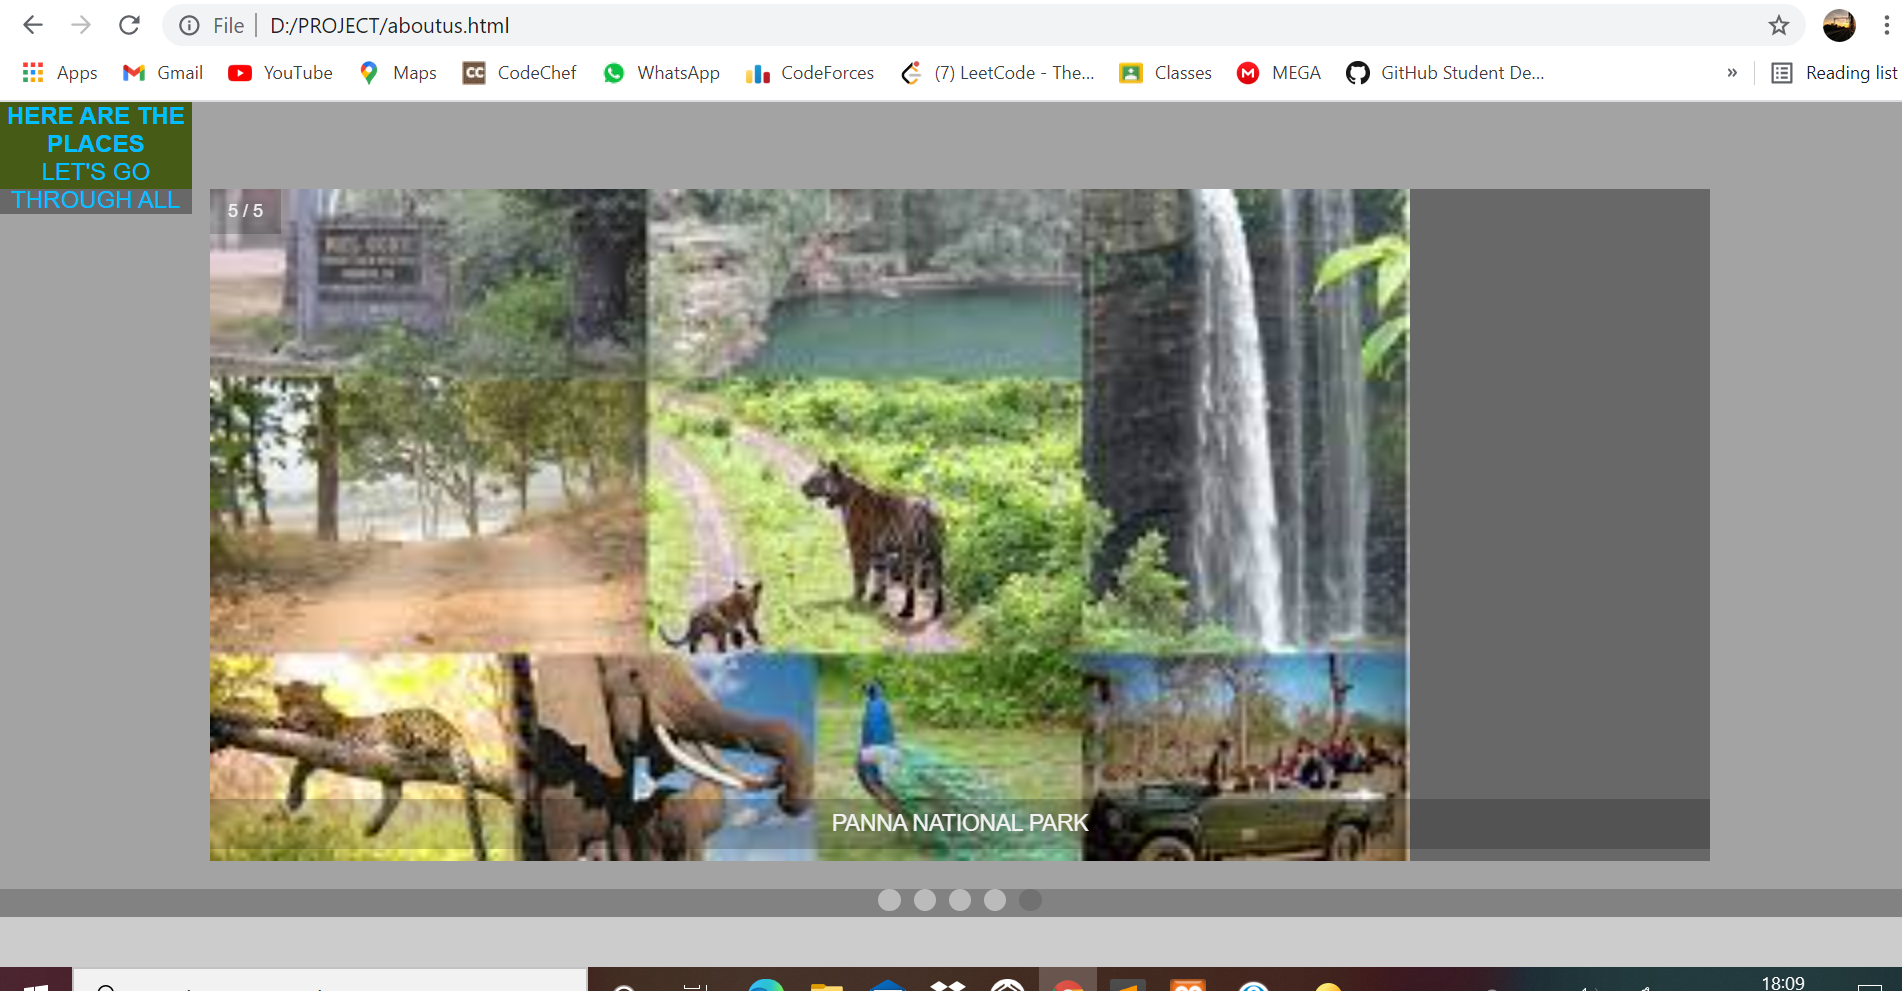 File | D:/PROJECT/aboutus.html
Apps Gmail YouTube Maps CC CodeChef WhatsApp CodeForces (7) LeetCode - The... Classes M MEGA GitHub Student De... » Reading list
HERE ARE THE
PLACES
LET'S GO
THROUGH ALL
5 / 5
PANNA NATIONAL PARK
18:09